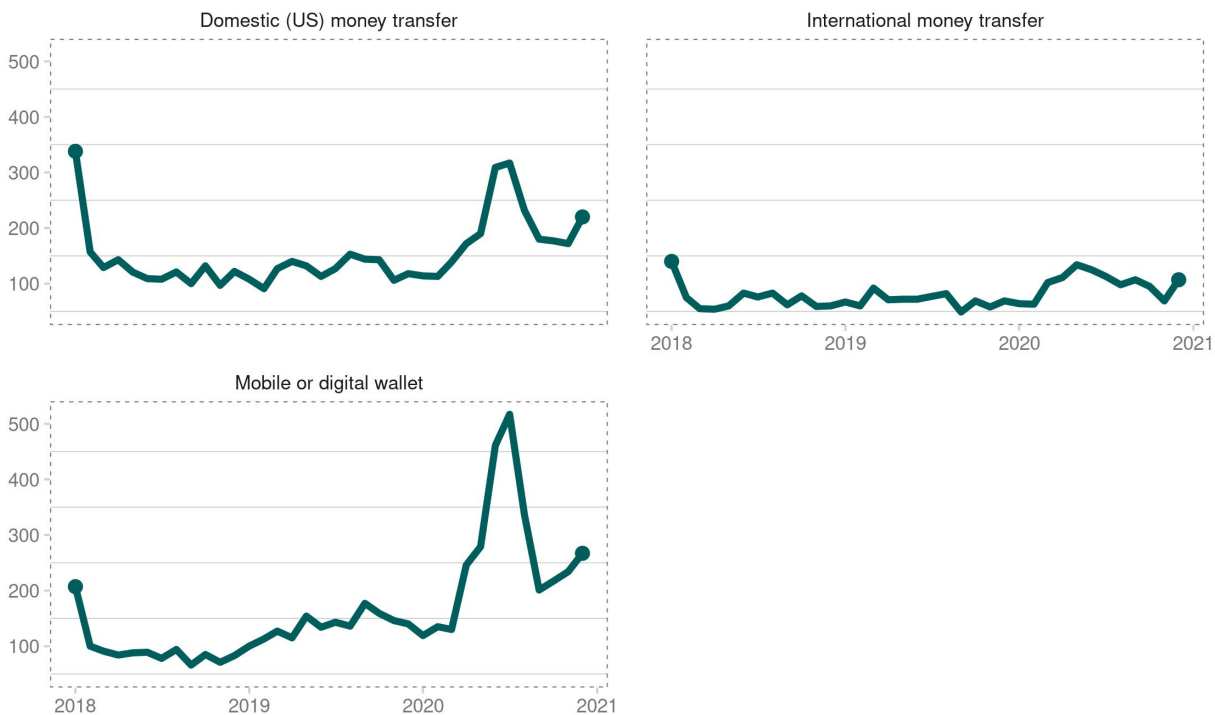 Domestic (US) money transfer
International money transfer
500
400
300
200
100
2018 2019 2020 2021
Mobile or digital wallet
500
400
300
200
100
2018 2019 2020 2021